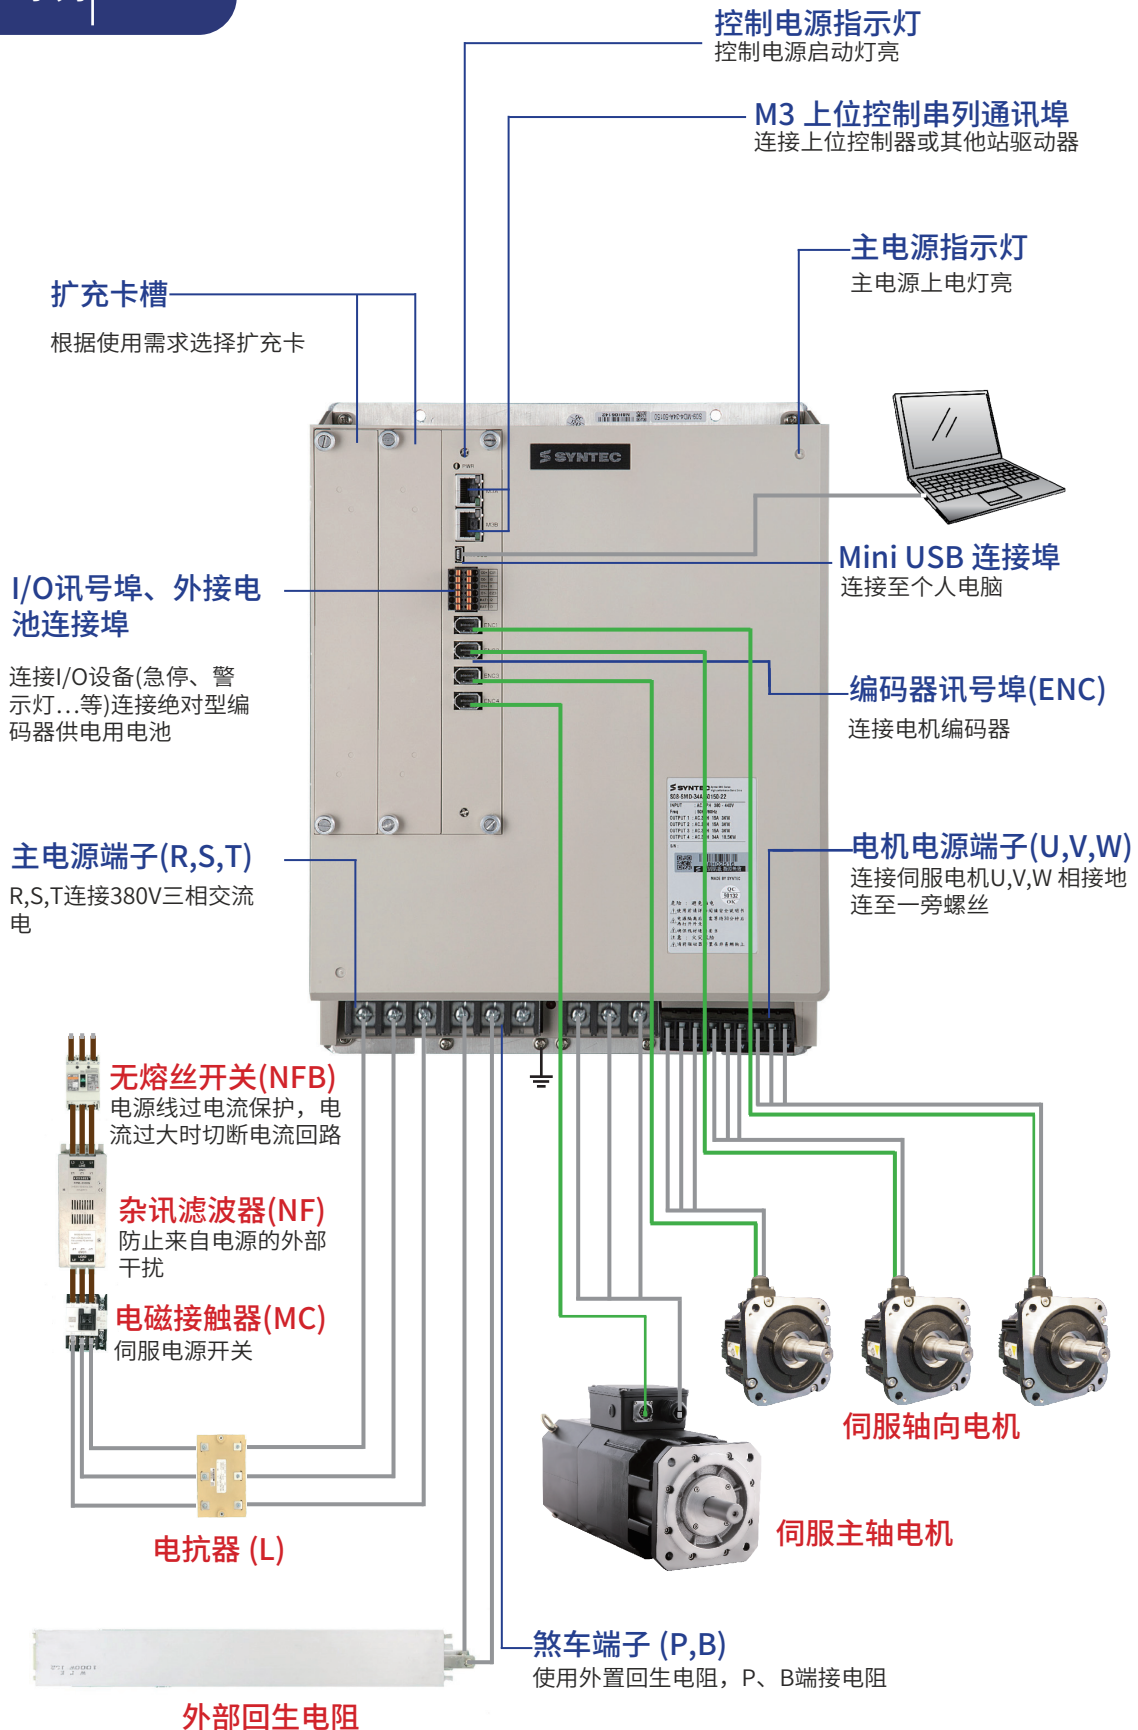 控制电源指示灯
控制电源启动灯亮
M3 上位控制串列通讯埠
连接上位控制器或其他站驱动器
主电源指示灯
主电源上电灯亮
扩充卡槽
根据使用需求选择扩充卡
SYNTEC
PWR
Mini USB 连接埠
连接至个人电脑
I/O讯号埠、外接电
池连接埠
连接I/O设备(急停、警
示灯…等)连接绝对型编
码器供电用电池
编码器讯号埠(ENC)
连接电机编码器
SYNTEC
主电源端子(R,S,T)
R,S,T连接380V三相交流
电
电机电源端子(U,V,W)
连接伺服电机U,V,W 相接地
连至一旁螺丝
无熔丝开关(NFB)
电源线过电流保护，电
流过大时切断电流回路
杂讯滤波器(NF)
防止来自电源的外部
干扰
电磁接触器(MC)
伺服电源开关
伺服轴向电机
伺服主轴电机
电抗器 (L)
煞车端子 (P,B)
使用外置回生电阻，P、B端接电阻
外部回生电阻